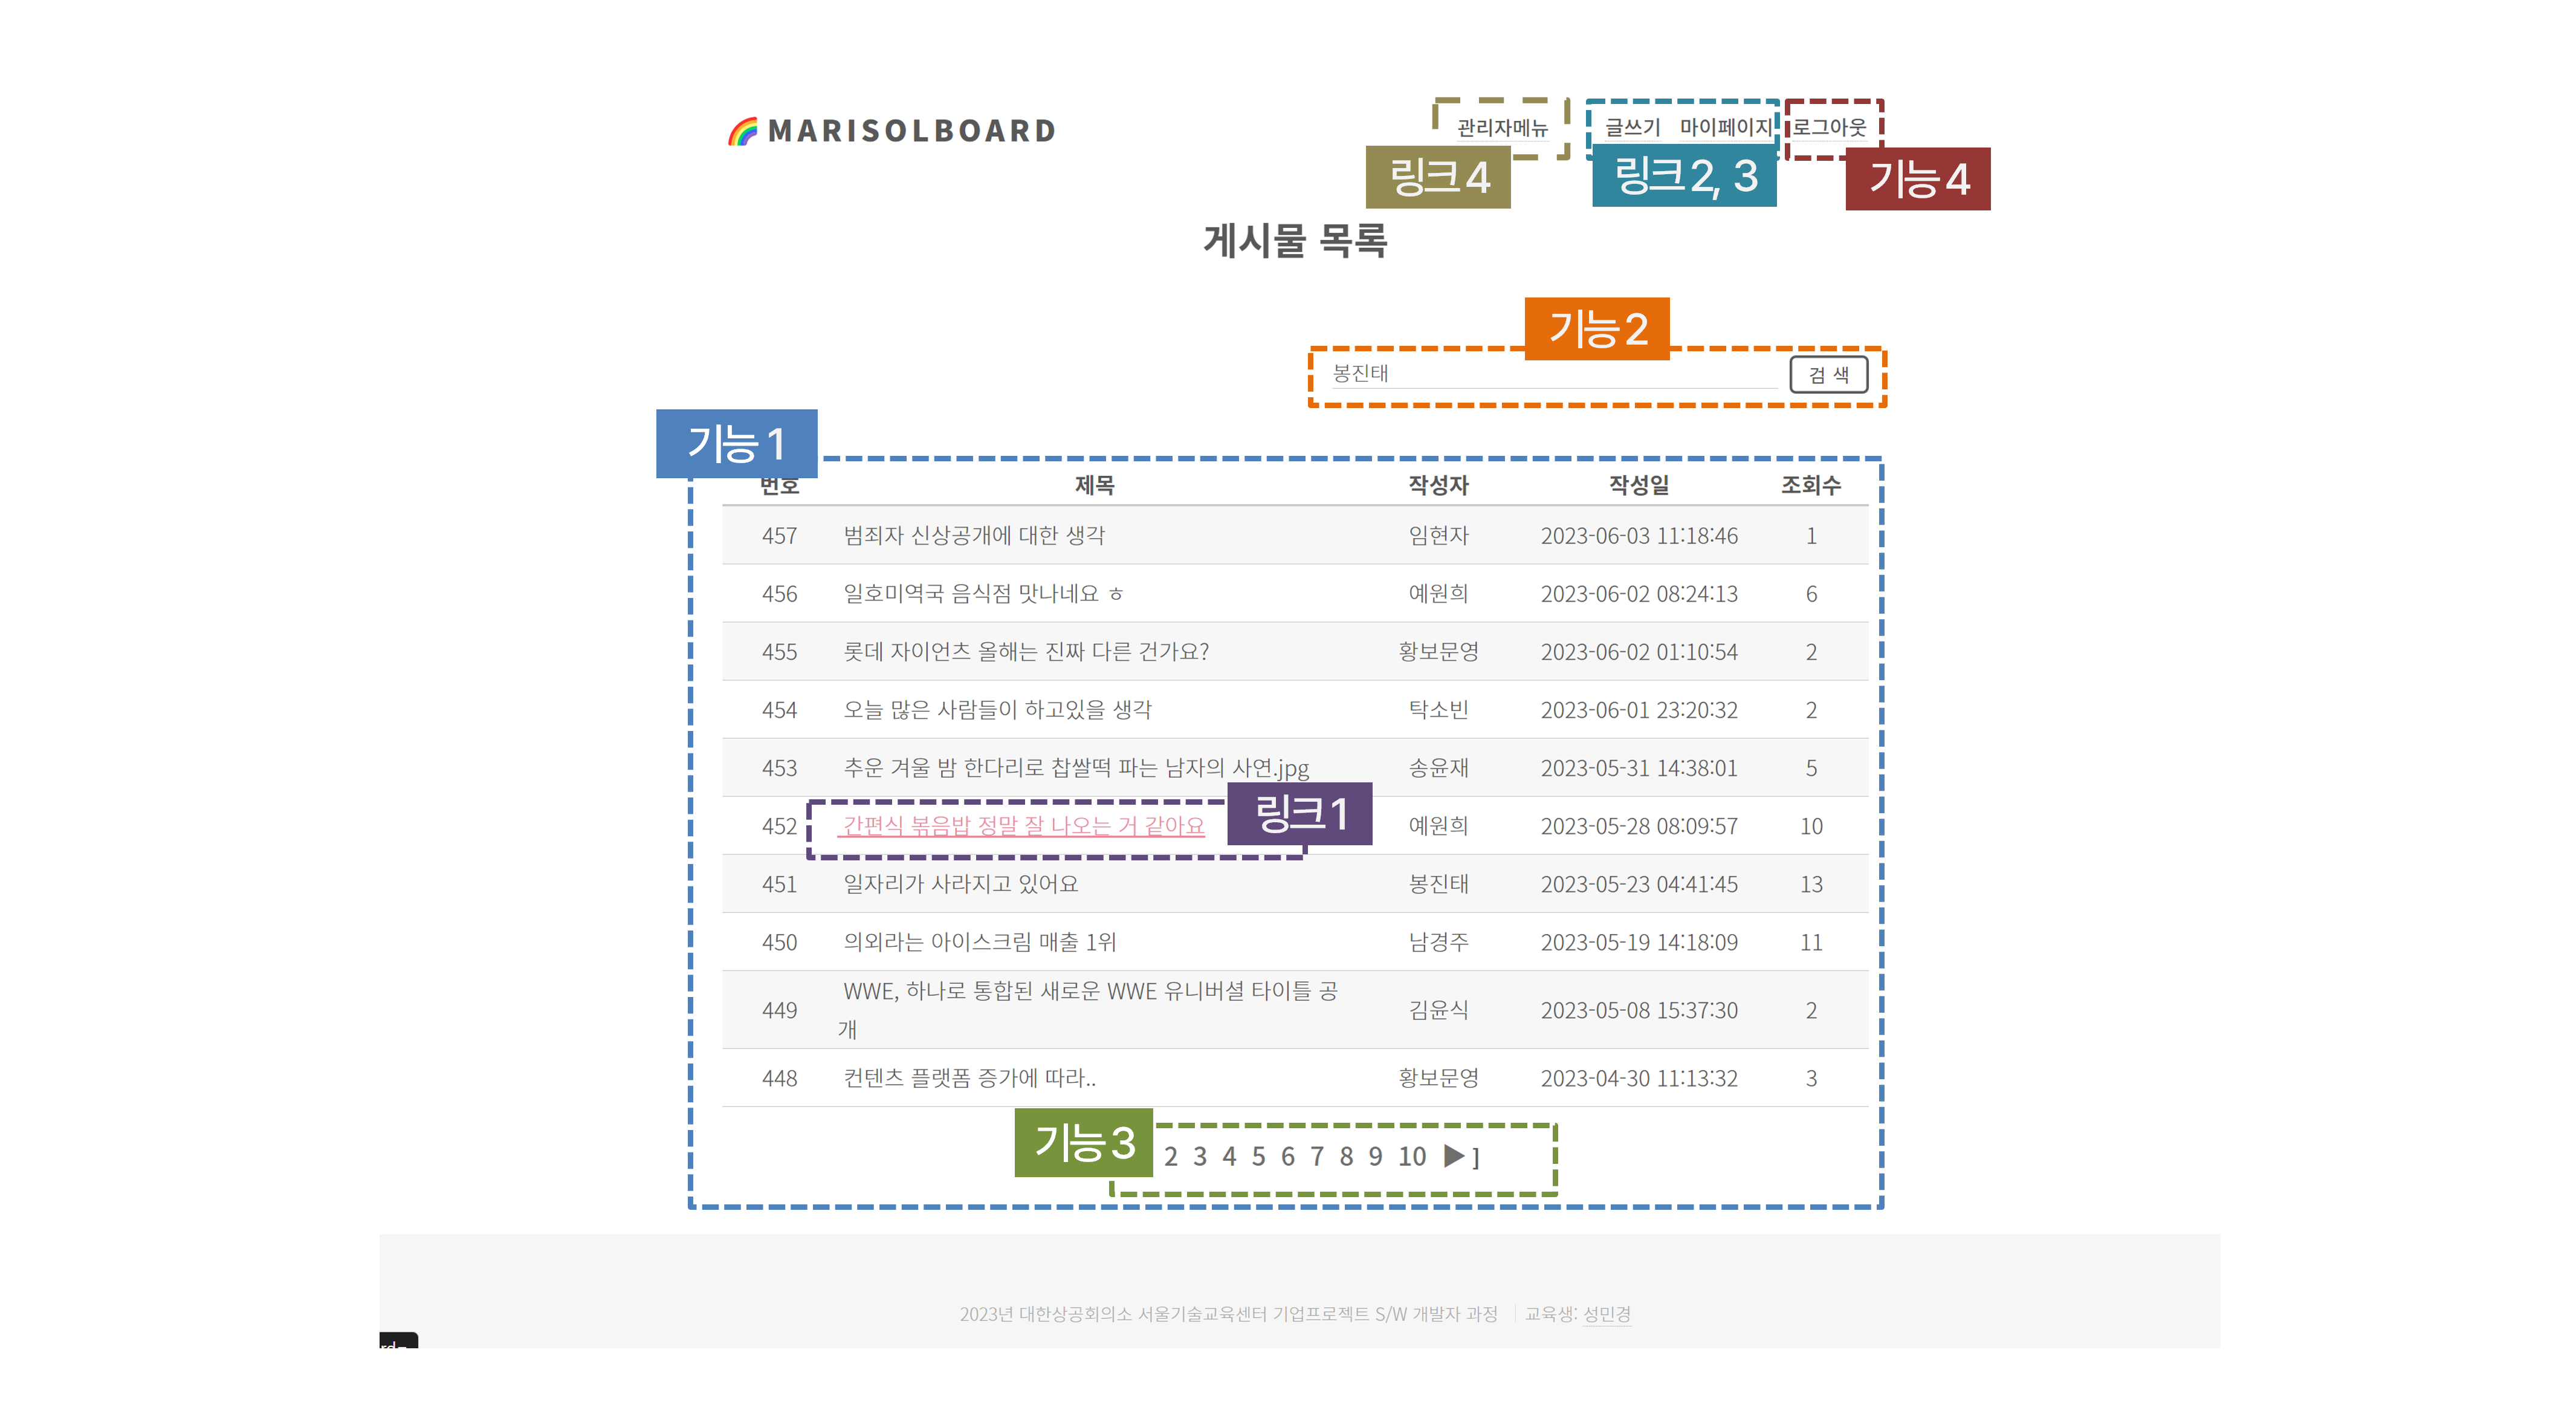 MARISOLBOARD
관리자메뉴 글쓰기 마이페이지 로그아웃
링크4 링크2, 3 기능4
게시물 목록
기능2
봉진태 검 색
기능1
번호 제목 작성자 작성일 조회수
457 범죄자 신상공개에 대한 생각 임현자 2023-06-03 11:18:46 1
456 일호미역국 음식점 맛나네요 ㅎ 예원희 2023-06-02 08:24:13 6
455 롯데 자이언츠 올해는 진짜 다른 건가요? 황보문영 2023-06-02 01:10:54 2
454 오늘 많은 사람들이 하고있을 생각 탁소빈 2023-06-01 23:20:32 2
453 추운 겨울 밤 한다리로 찹쌀떡 파는 남자의 사연.jpg 송윤재 2023-05-31 14:38:01 5
452 간편식 볶음밥 정말 잘 나오는 거 같아요 링크1 예원희 2023-05-28 08:09:57 10
451 일자리가 사라지고 있어요 봉진태 2023-05-23 04:41:45 13
450 의외라는 아이스크림 매출 1위 남경주 2023-05-19 14:18:09 11
449 WWE, 하나로 통합된 새로운 WWE 유니버셜 타이틀 공 김윤식 2023-05-08 15:37:30 2
개
448 컨텐츠 플랫폼 증가에 따라.. 황보문영 2023-04-30 11:13:32 3
기능3 2 3 4 5 6 7 8 9 10 ▶ ]
2023년 대한상공회의소 서울기술교육센터 기업프로젝트 S/W 개발자 과정 교육생: 성민경